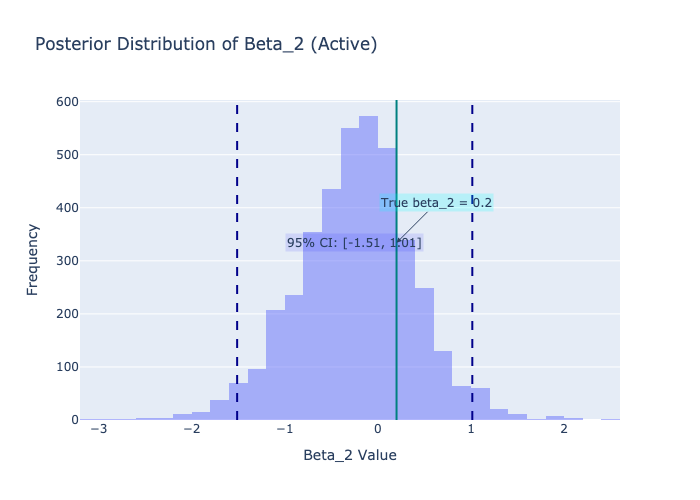 Posterior Distribution of Beta_2 (Active)
600
500
400
300
200
100
0
Frequency
True beta_2 = 0.2
95% CI: [-1.51, 1.01]
−3
−2
−1
0
1
2
Beta_2 Value